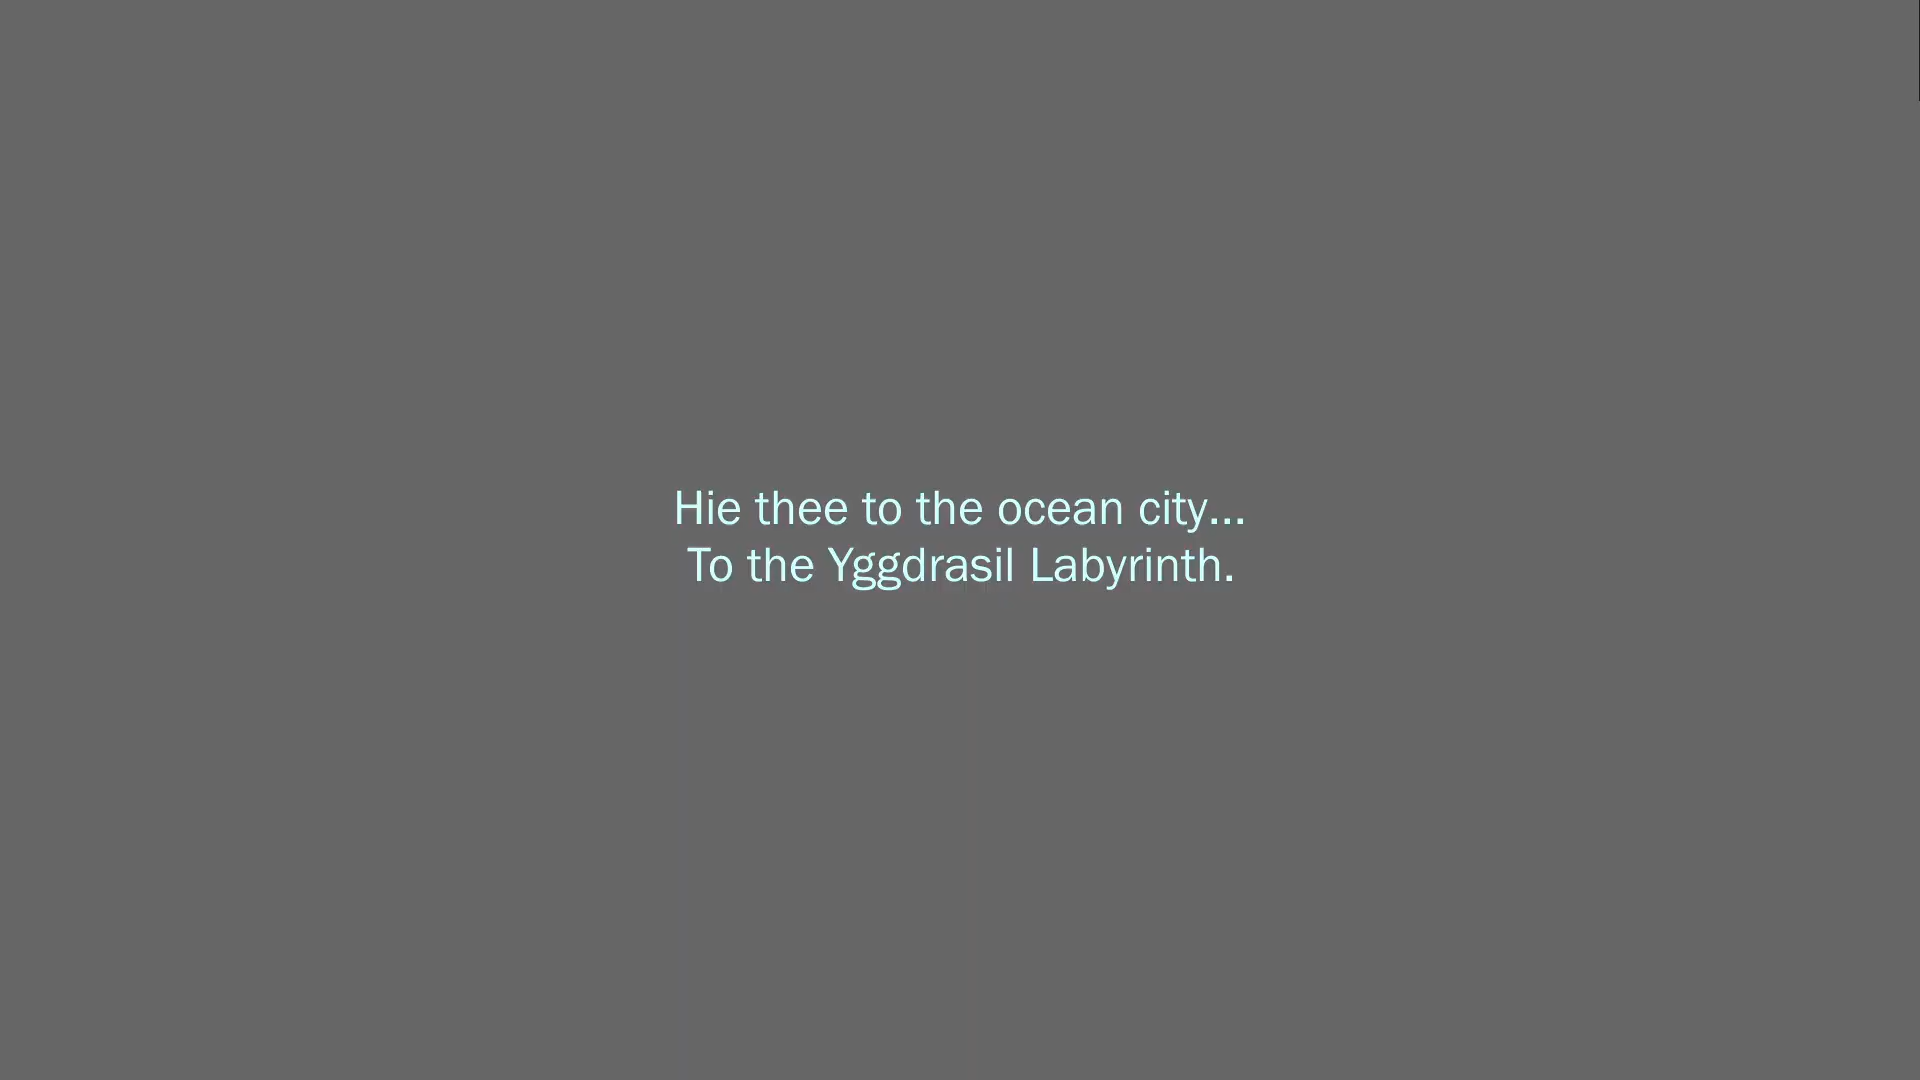 Hie thee to the ocean city...
To the Yggdrasil Labyrinth.